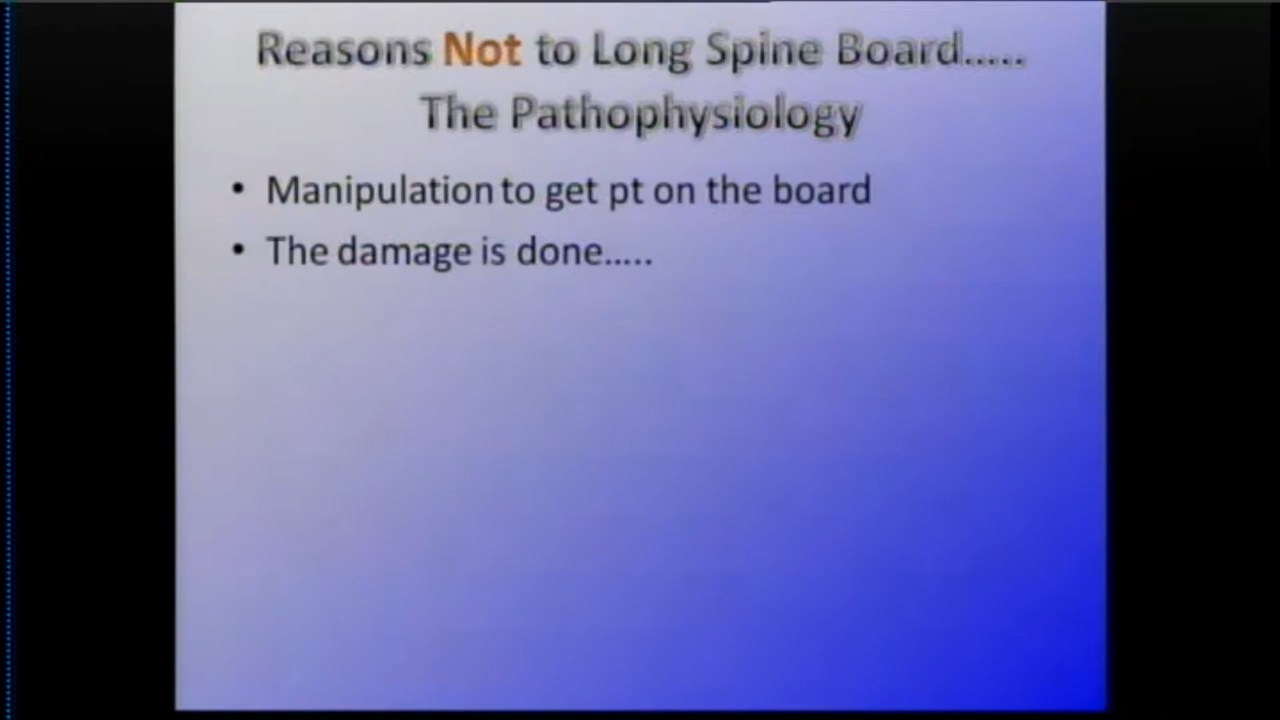 Reasons Not to Long Spine Board.....
The Pathophysiology
• Manipulation to get pt on the board
• The damage is done.....